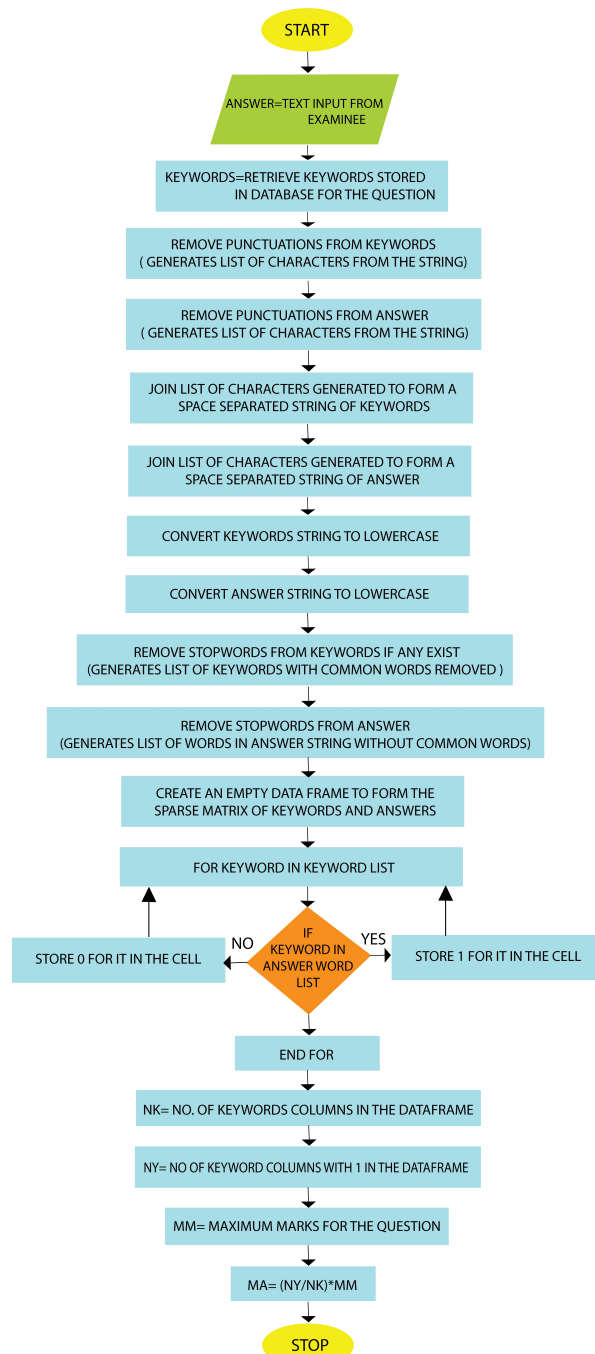 START
ANSWER=TEXT INPUT FROM
EXAMINEE
KEYWORDS=RETRIEVE KEYWORDS STORED
IN DATABASE FOR THE QUESTION
REMOVE PUNCTUATIONS FROM KEYWORDS
( GENERATES LIST OF CHARACTERS FROM THE STRING)
REMOVE PUNCTUATIONS FROM ANSWER
( GENERATES LIST OF CHARACTERS FROM THE STRING)
JOIN LIST OF CHARACTERS GENERATED TO FORM A
SPACE SEPARATED STRING OF KEYWORDS
JOIN LIST OF CHARACTERS GENERATED TO FORM A
SPACE SEPARATED STRING OF ANSWER
CONVERT KEYWORDS STRING TO LOWERCASE
CONVERT ANSWER STRING TO LOWERCASE
REMOVE STOPWORDS FROM KEYWORDS IF ANY EXIST
(GENERATES LIST OF KEYWORDS WITH COMMON WORDS REMOVED )
REMOVE STOPWORDS FROM ANSWER
(GENERATES LIST OF WORDS IN ANSWER STRING WITHOUT COMMON WORDS)
CREATE AN EMPTY DATA FRAME TO FORM THE
SPARSE MATRIX OF KEYWORDS AND ANSWERS
FOR KEYWORD IN KEYWORD LIST
IF
KEYWORD IN
ANSWER WORD
LIST
NO
YES
STORE 0 FOR IT IN THE CELL
STORE 1 FOR IT IN THE CELL
END FOR
NK= NO. OF KEYWORDS COLUMNS IN THE DATAFRAME
NY= NO OF KEYWORD COLUMNS WITH 1 IN THE DATAFRAME
MM= MAXIMUM MARKS FOR THE QUESTION
MA= (NY/NK)*MM
STOP